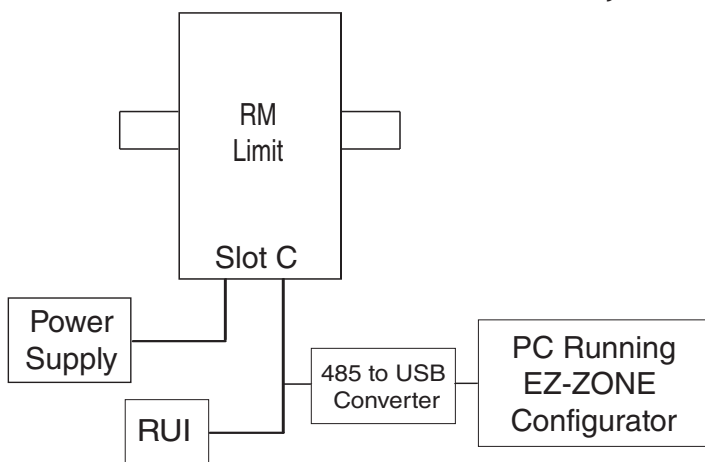 RM
Limit
Slot C
Power
Supply
485 to USB
Converter
PC Running
EZ-ZONE
Configurator
RUI